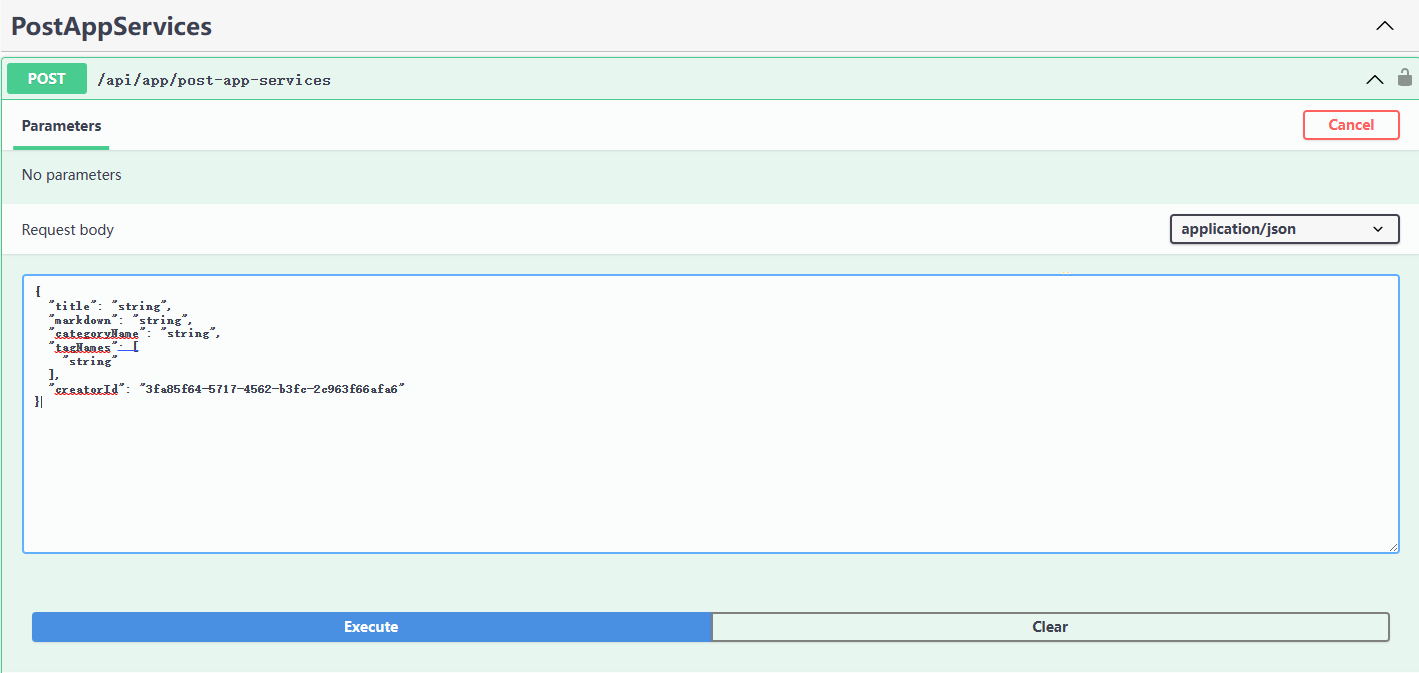 PostAppServices
POST /api/app/post-app-services
Parameters Cancel
No parameters
Request body application/json
{
  "title": "string",
  "markdown": "string",
  "categoryName": "string",
  "tagNames": [
    "string"
  ],
  "creatorId": "3fa85f64-5717-4562-b3fc-2c963f66afa6"
}
Execute Clear